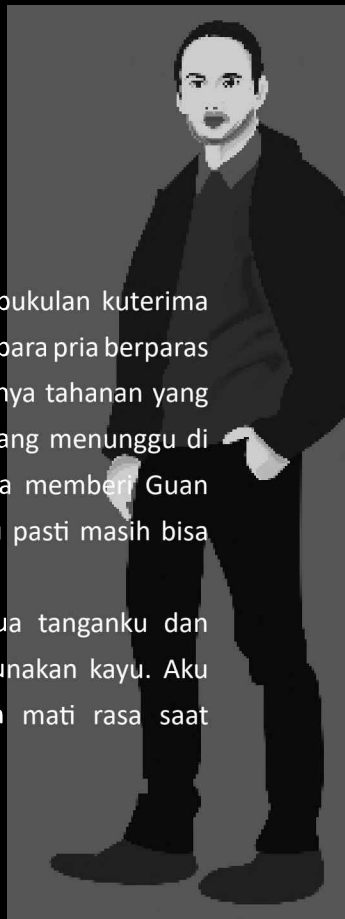 pukulan kuterima
para pria berparas
nya tahanan yang
ang menunggu di
a memberi Guan
pasti masih bisa
ua tanganku dan
unakan kayu. Aku
mati rasa saat